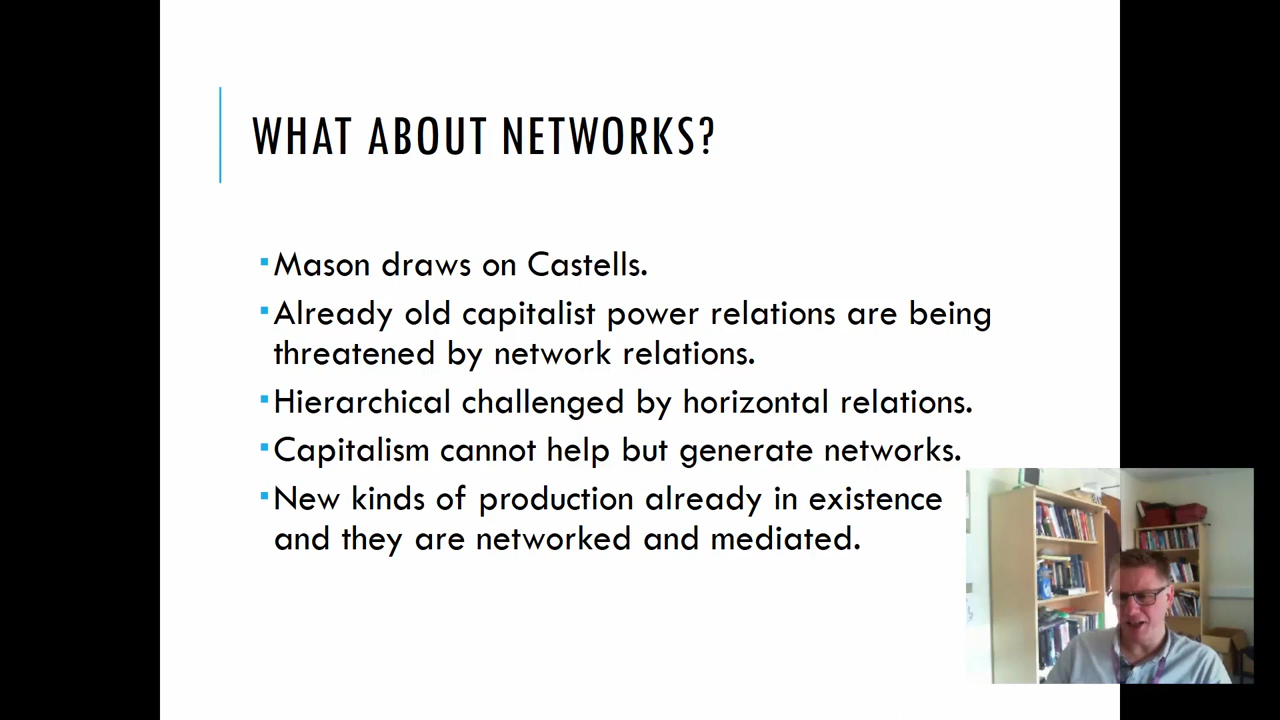 WHAT ABOUT NETWORKS?
▪Mason draws on Castells.
▪Already old capitalist power relations are being
threatened by network relations.
▪Hierarchical challenged by horizontal relations.
▪Capitalism cannot help but generate networks.
▪New kinds of production already in existence
and they are networked and mediated.